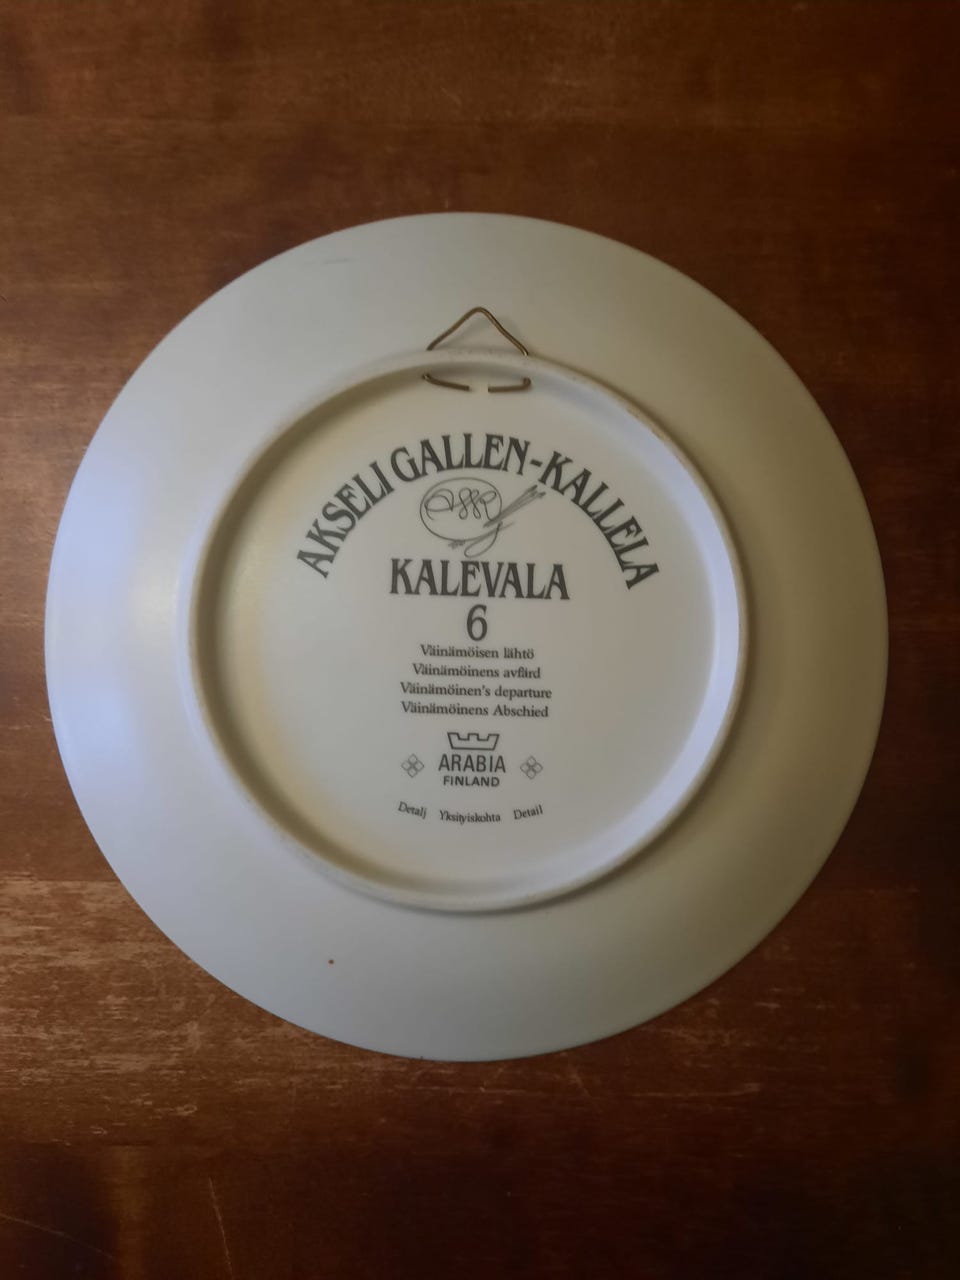 AKSELI GALLEN-KALLELA
KALEVALA
6
Väinämöisen lähtö
Väinämöinens avfärd
Väinämöinen's departure
Väinämöinens Abschied
ARABIA
FINLAND
Detalj Yksityiskohta Detail